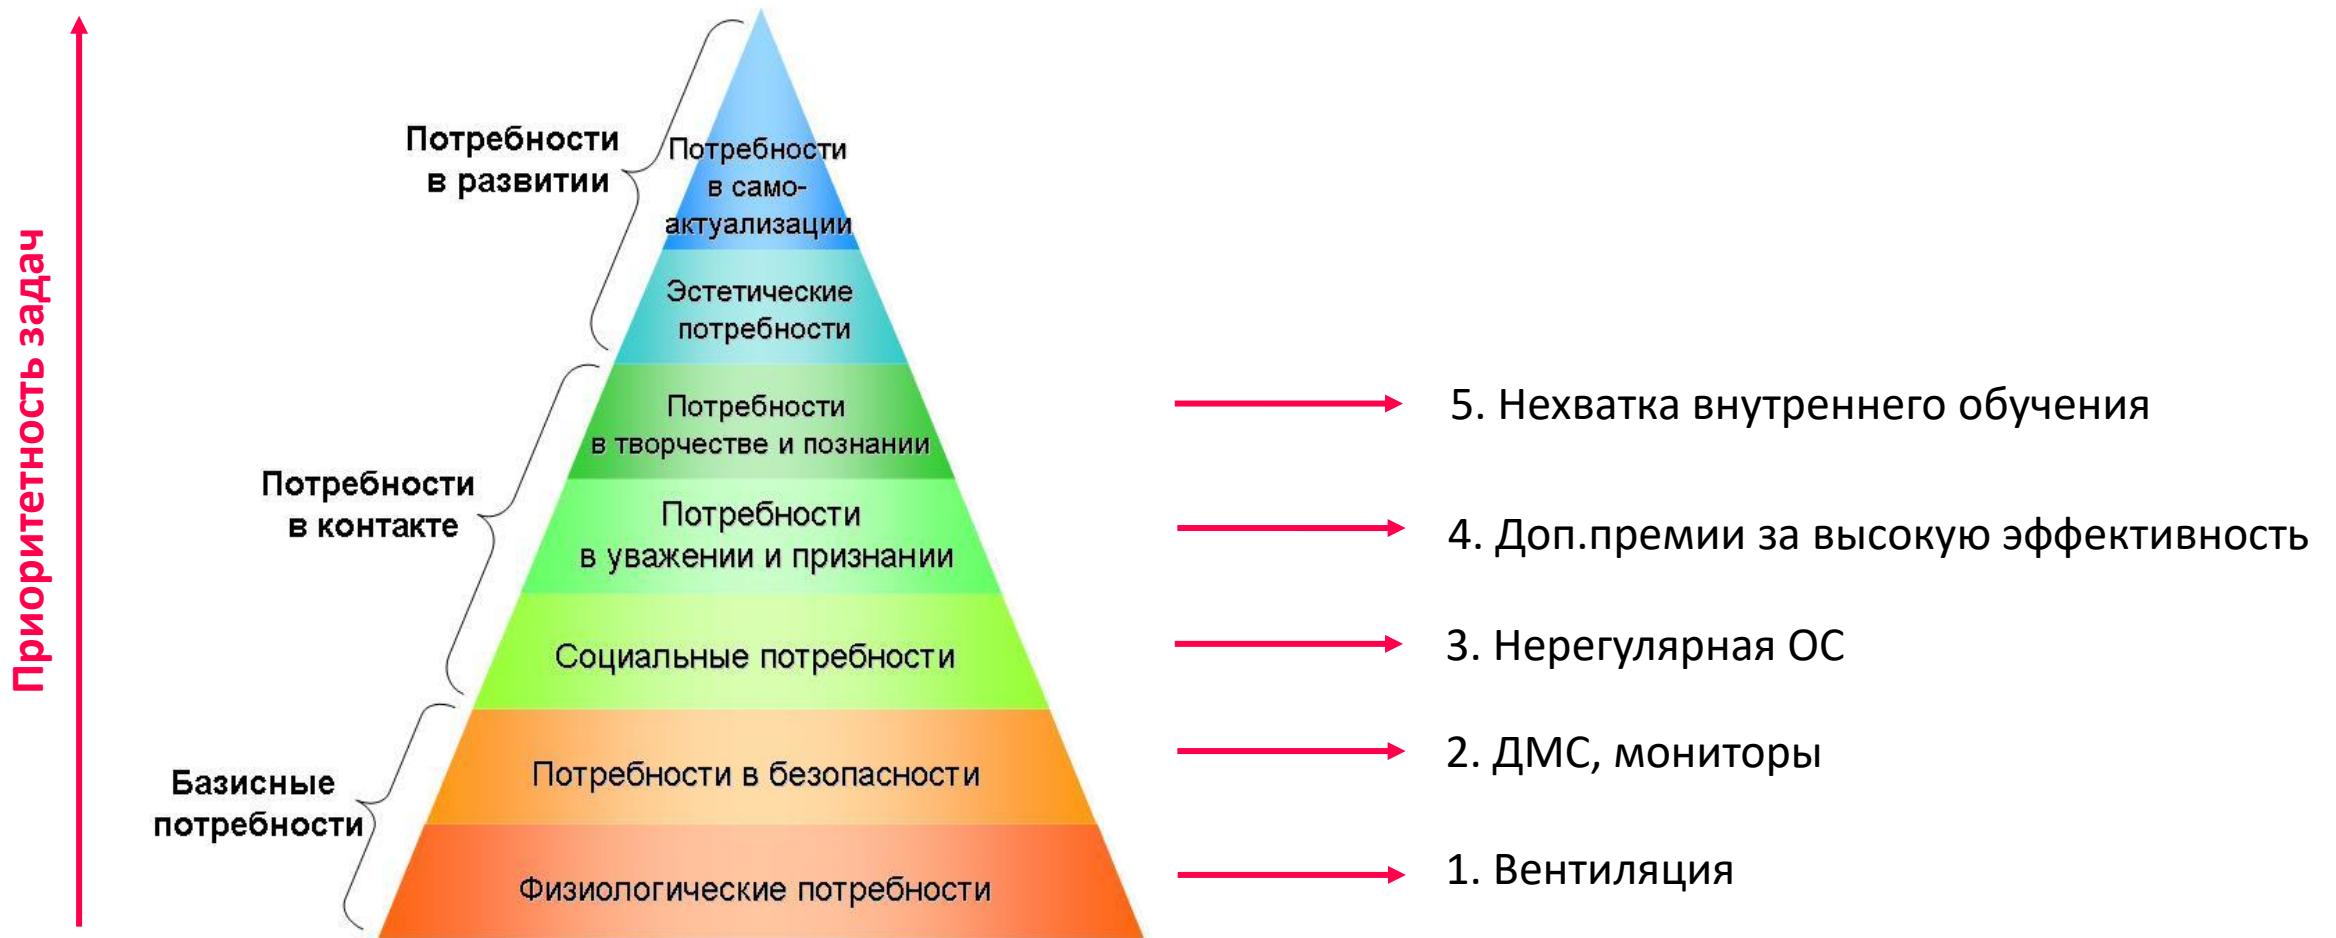 Приоритетность задач
Потребности
в развитии
Потребности
в контакте
Базисные
потребности
Потребности
в само-
актуализации
Эстетические
потребности
Потребности
в творчестве и познании
Потребности
в уважении и признании
Социальные потребности
Потребности в безопасности
Физиологические потребности
5. Нехватка внутреннего обучения
4. Доп.премии за высокую эффективность
3. Нерегулярная ОС
2. ДМС, мониторы
1. Вентиляция